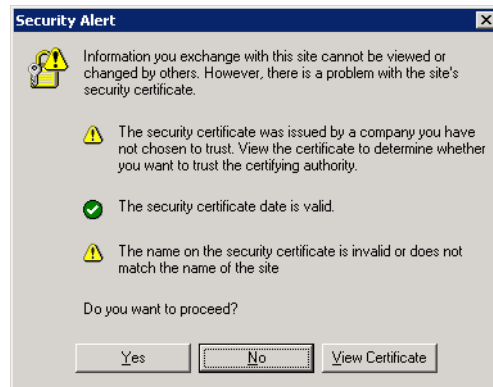 Security Alert
Information you exchange with this site cannot be viewed or
changed by others. However, there is a problem with the site's
security certificate.
The security certificate was issued by a company you have
not chosen to trust. View the certificate to determine whether
you want to trust the certifying authority.
The security certificate date is valid.
The name on the security certificate is invalid or does not
match the name of the site
Do you want to proceed?
Yes No View Certificate